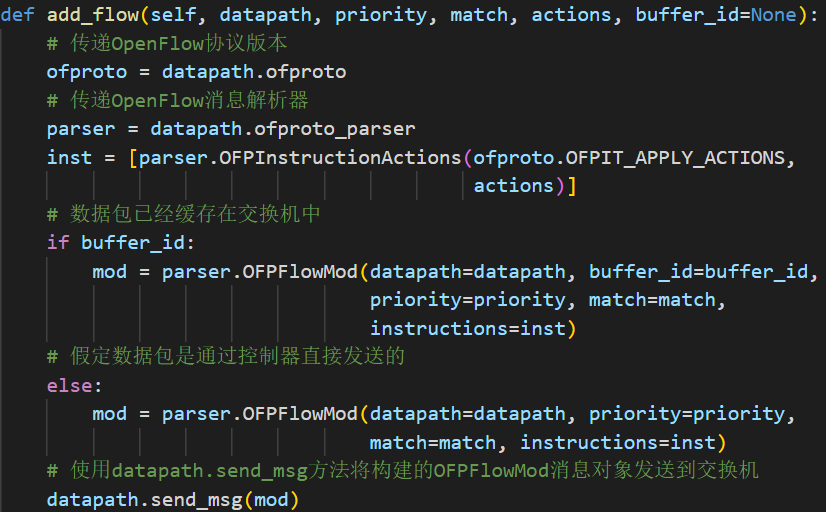 def add_flow(self, datapath, priority, match, actions, buffer_id=None):
    # 传递OpenFlow协议版本
    ofproto = datapath.ofproto
    # 传递OpenFlow消息解析器
    parser = datapath.ofproto_parser
    inst = [parser.OFPInstructionActions(ofproto.OFPIT_APPLY_ACTIONS,
                                         actions)]
    # 数据包已经缓存在交换机中
    if buffer_id:
        mod = parser.OFPFlowMod(datapath=datapath, buffer_id=buffer_id,
                                priority=priority, match=match,
                                instructions=inst)
    # 假定数据包是通过控制器直接发送的
    else:
        mod = parser.OFPFlowMod(datapath=datapath, priority=priority,
                                match=match, instructions=inst)
    # 使用datapath.send_msg方法将构建的OFPFlowMod消息对象发送到交换机
    datapath.send_msg(mod)